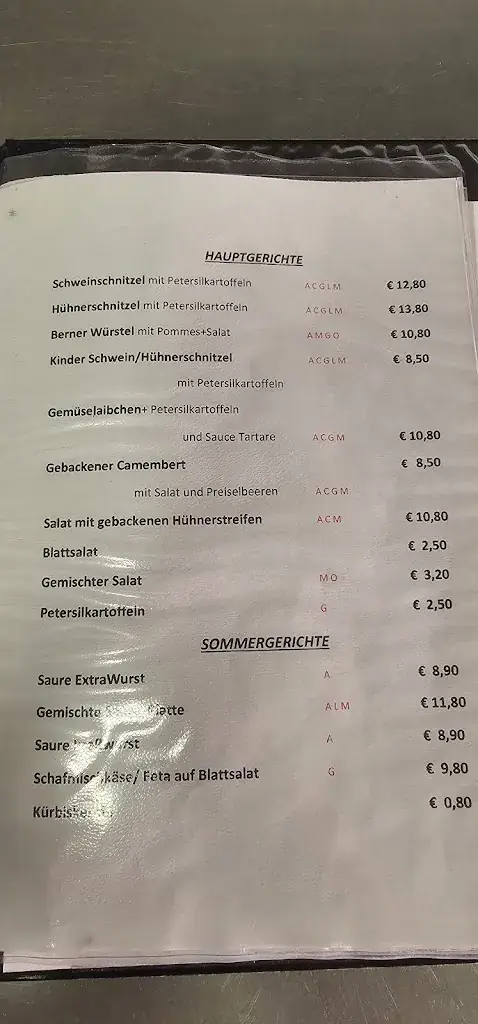 HAUPTGERICHTE
Schweinschnitzel mit Petersilkartoffeln ACGLM € 12,80
Hühnerschnitzel mit Petersilkartoffeln ACGLM € 13,80
Berner Würstel mit Pommes+Salat AMGO € 10,80
Kinder Schwein/Hühnerschnitzel ACGLM € 8,50
mit Petersilkartoffeln
Gemüselaibchen+ Petersilkartoffeln
und Sauce Tartare ACGM € 10,80
Gebackener Camembert € 8,50
mit Salat und Preiselbeeren ACGM
Salat mit gebackenen Hühnerstreifen ACM € 10,80
Blattsalat € 2,50
Gemischter Salat MO € 3,20
Petersilkartoffeln G € 2,50
SOMMERGERICHTE
Saure ExtraWurst A € 8,90
Gemischte ALM € 11,80
Saure A € 8,90
Schafmischkäse/ Feta auf Blattsalat G € 9,80
€ 0,80